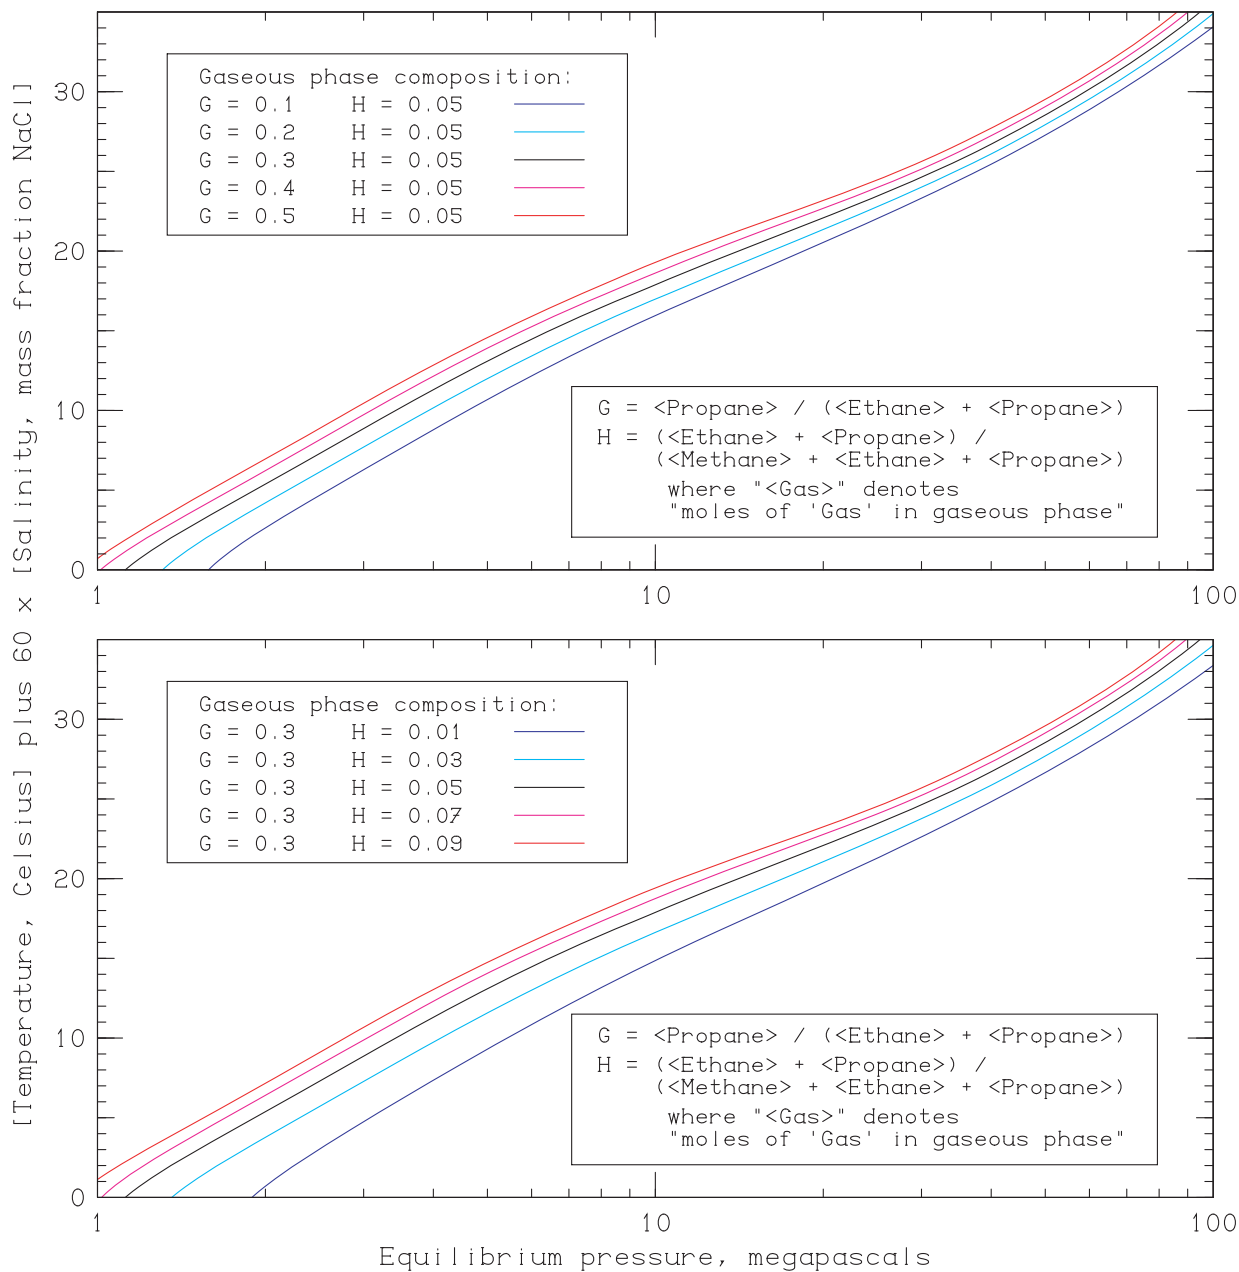 [Temperature, Celsius] plus 60 x [Salinity, mass fraction NaCl]
30
20
10
0
Gaseous phase comoposition:
G = 0.1 H = 0.05
G = 0.2 H = 0.05
G = 0.3 H = 0.05
G = 0.4 H = 0.05
G = 0.5 H = 0.05
G = <Propane> / (<Ethane> + <Propane>)
H = (<Ethane> + <Propane>) /
(<Methane> + <Ethane> + <Propane>)
where "<Gas>" denotes
"moles of 'Gas' in gaseous phase"
1 10 100
30
20
10
0
Gaseous phase composition:
G = 0.3 H = 0.01
G = 0.3 H = 0.03
G = 0.3 H = 0.05
G = 0.3 H = 0.07
G = 0.3 H = 0.09
G = <Propane> / (<Ethane> + <Propane>)
H = (<Ethane> + <Propane>) /
(<Methane> + <Ethane> + <Propane>)
where "<Gas>" denotes
"moles of 'Gas' in gaseous phase"
1 10 100
Equilibrium pressure, megapascals